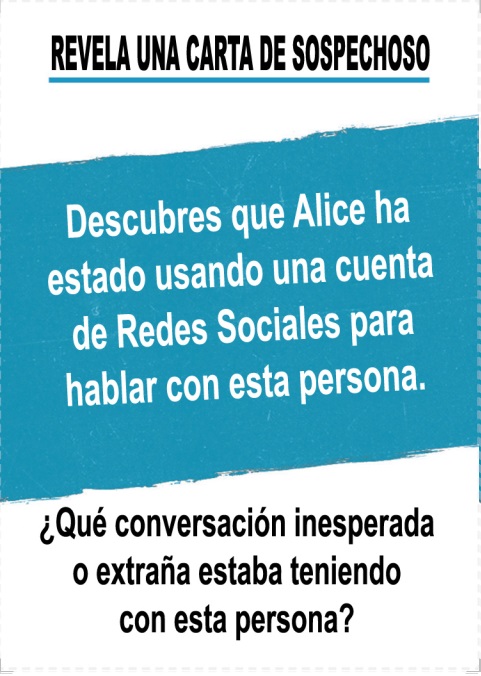 REVELA UNA CARTA DE SOSPECHOSO
Descubres que Alice ha
estado usando una cuenta
de Redes Sociales para
hablar con esta persona.
¿Qué conversación inesperada
o extraña estaba teniendo
con esta persona?